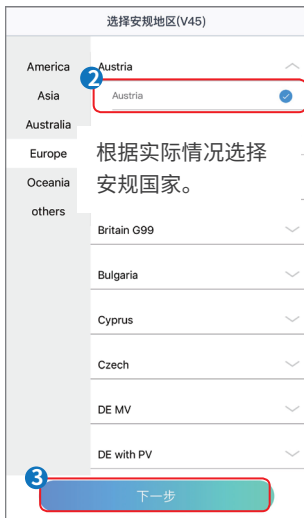 选择安规地区(V45)
America
Asia
Australia
Europe
Oceania
others
Austria
2
Austria
根据实际情况选择
安规国家。
Britain G99
Bulgaria
Cyprus
Czech
DE MV
DE with PV
3
下一步